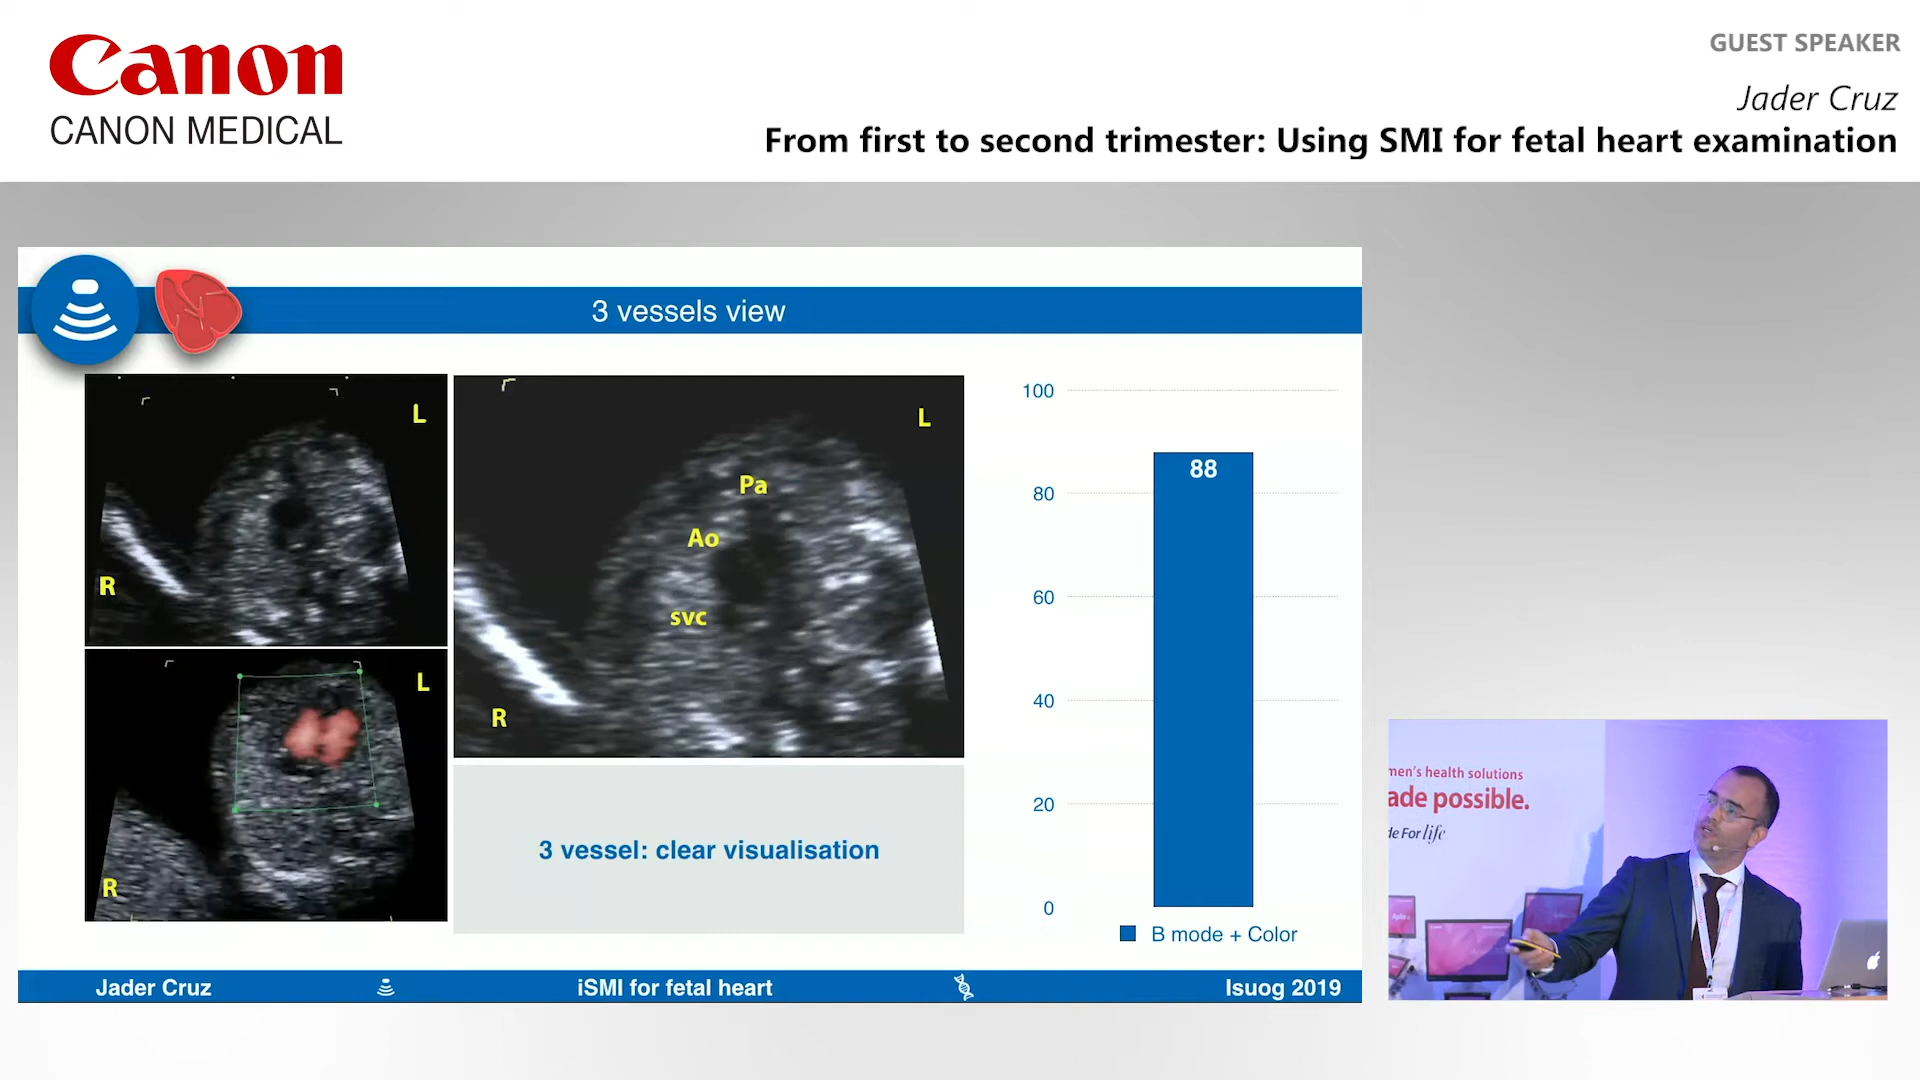 Canon
CANON MEDICAL
GUEST SPEAKER
Jader Cruz
From first to second trimester: Using SMI for fetal heart examination
3 vessels view
L
R
L
R
L
Pa
Ao
svc
R
3 vessel: clear visualisation
100
80
60
40
20
0
88
B mode + Color
Jader Cruz
iSMI for fetal heart
Isuog 2019
men's health solutions
ade possible.
de For life